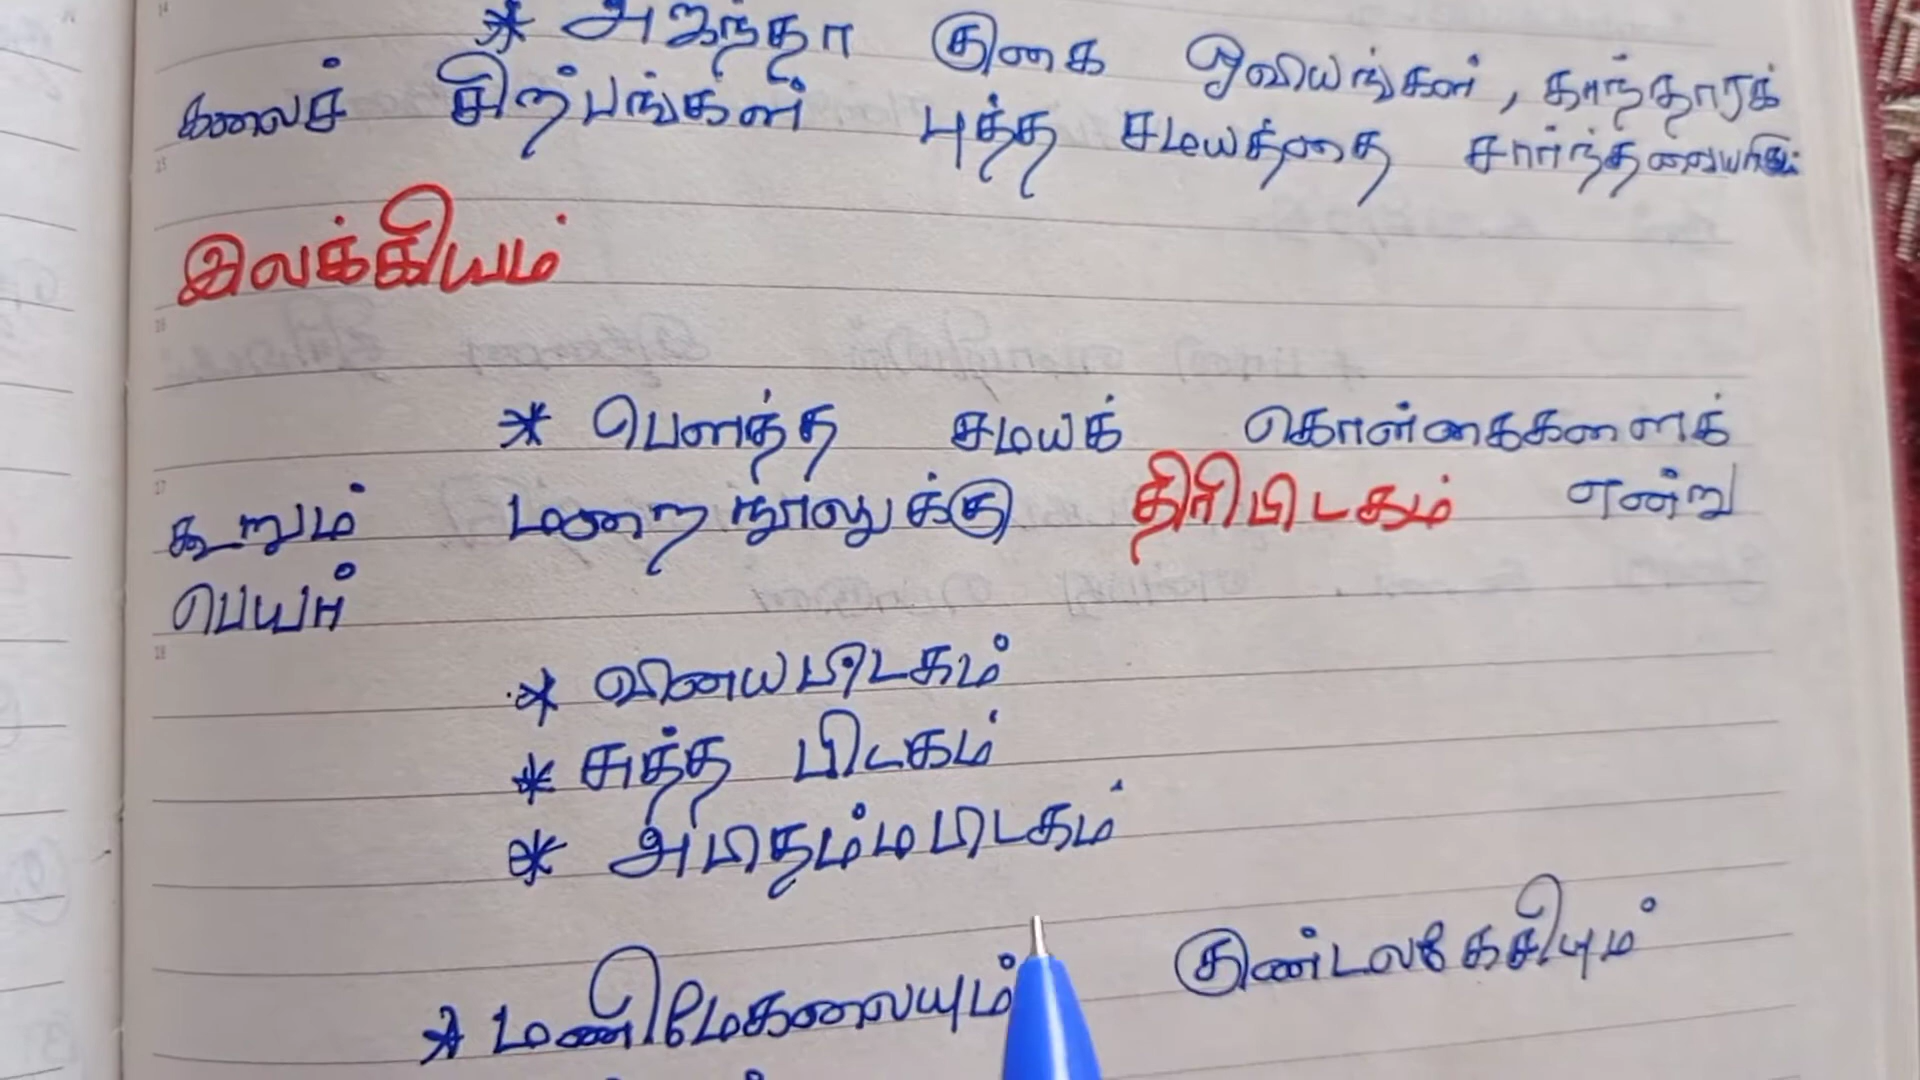 * அஜந்தா குகை ஓவியங்கள், காந்தாரக்
கலைச் சிற்பங்கள் புத்த சமயத்தை சார்ந்தவையாகும்
இலக்கியம்
* பௌத்த சமயக் கொள்கைகளைக்
கூறும் மறைநூலுக்கு திரிபிடகம் என்று
பெயர்
* வினயபிடகம்
* சுத்த பிடகம்
* அபிதம்மபிடகம்
* மணிமேகலையும் குண்டலகேசியும்